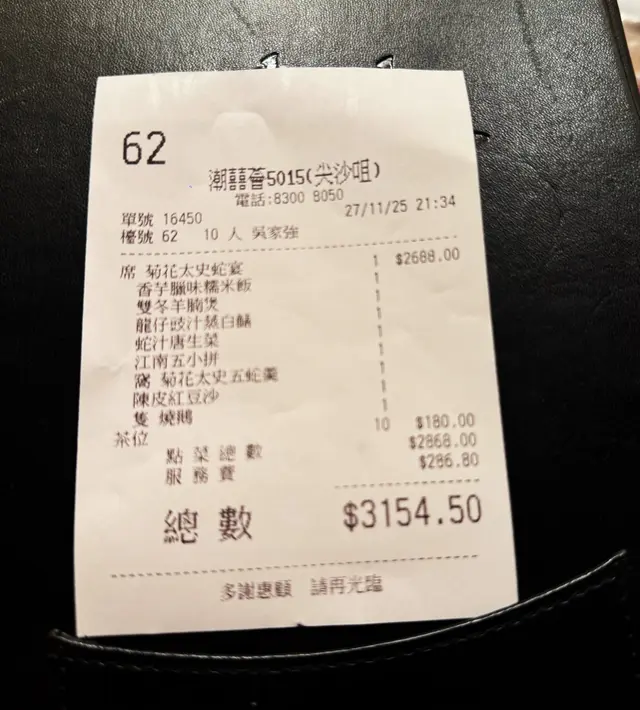 62
潮囍薈5015(尖沙咀)
電話:8300 8050
單號 16450 27/11/25 21:34
檯號 62 10 人 吳家強
席 菊花太史蛇宴 1 $2688.00
香芋臘味糯米飯 1
雙冬羊腩煲 1
龍仔豉汁蒸白鱔 1
蛇汁唐生菜 1
江南五小拼 1
窩 菊花太史五蛇羹 1
陳皮紅豆沙 1
隻 燒鵝 1
茶位 10 $180.00
點菜總數 $2868.00
服務費 $286.80
總數 $3154.50
多謝惠顧 請再光臨